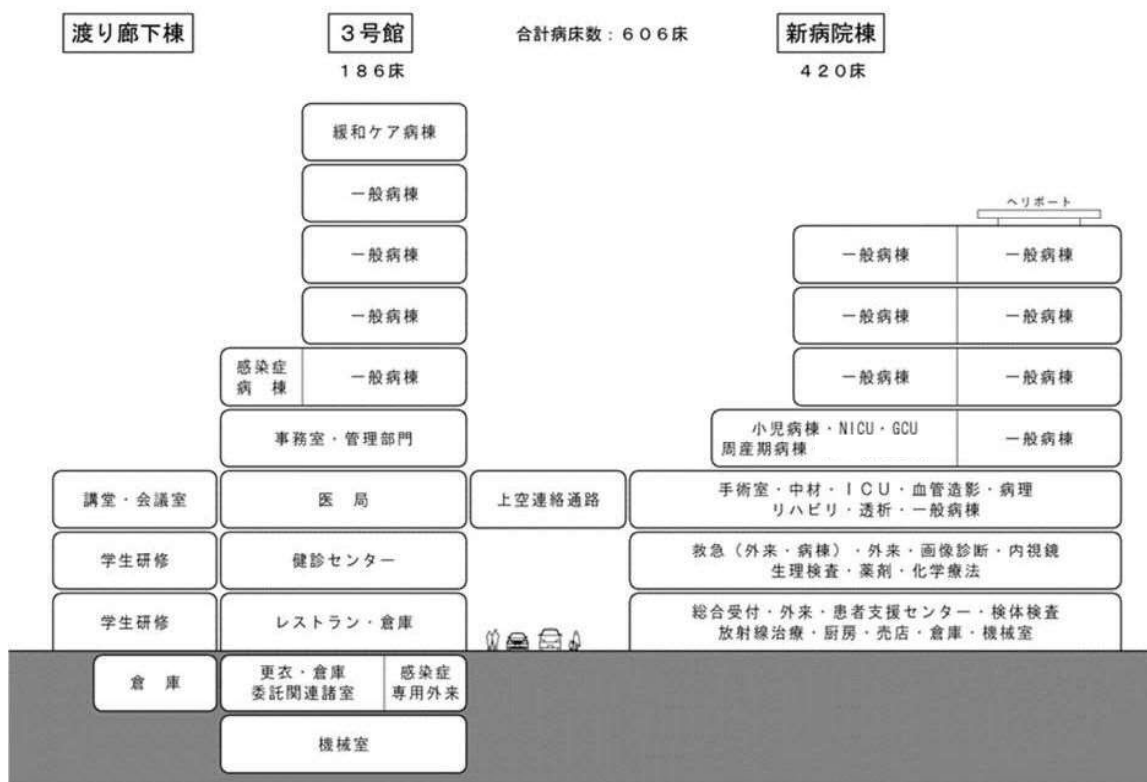 渡り廊下棟
3号館
合計病床数：606床
新病院棟
186床
420床
緩和ケア病棟
一般病棟
ヘリポート
一般病棟
一般病棟
一般病棟
一般病棟
一般病棟
一般病棟
感染症
病　棟
一般病棟
一般病棟
一般病棟
事務室・管理部門
小児病棟・NICU・GCU
周産期病棟
一般病棟
講堂・会議室
医　局
上空連絡通路
手術室・中材・ＩＣＵ・血管造影・病理
リハビリ・透析・一般病棟
学生研修
健診センター
救急（外来・病棟）・外来・画像診断・内視鏡
生理検査・薬剤・化学療法
学生研修
レストラン・倉庫
総合受付・外来・患者支援センター・検体検査
放射線治療・厨房・売店・倉庫・機械室
倉　庫
更衣・倉庫
委託関連諸室
感染症
専用外来
機械室